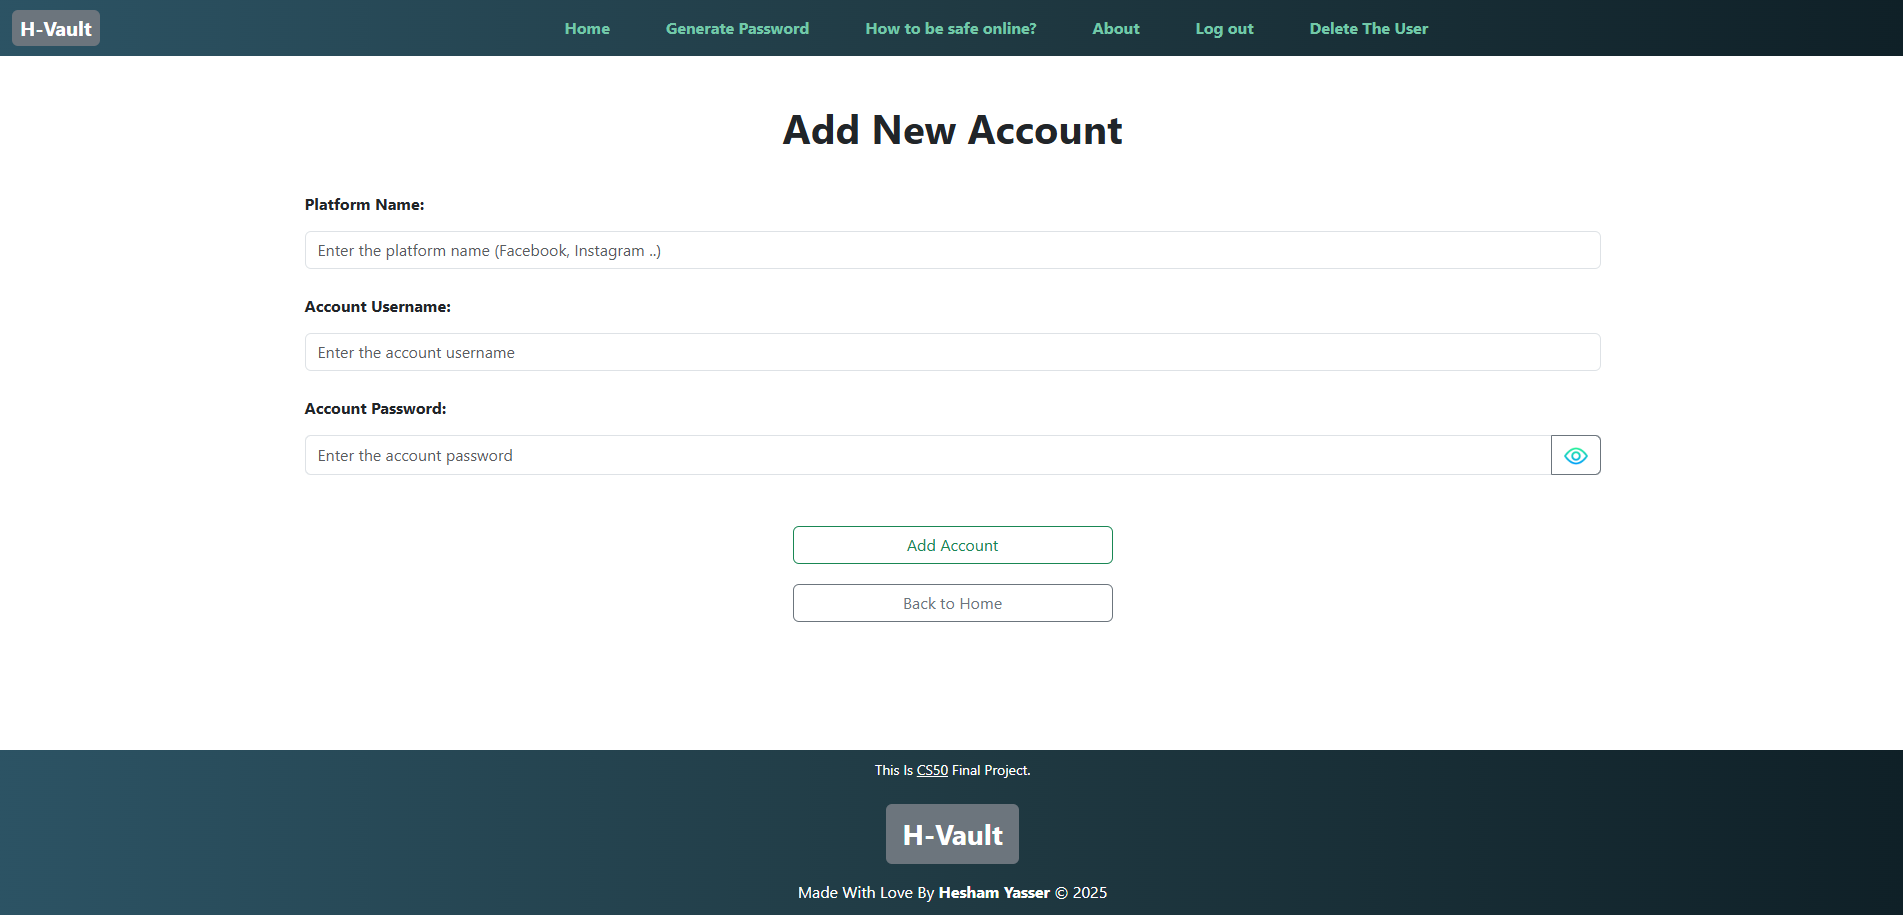 H-Vault
Home
Generate Password
How to be safe online?
About
Log out
Delete The User
Add New Account
Platform Name:
Enter the platform name (Facebook, Instagram ..)
Account Username:
Enter the account username
Account Password:
Enter the account password
Add Account
Back to Home
This Is CS50 Final Project.
H-Vault
Made With Love By Hesham Yasser © 2025